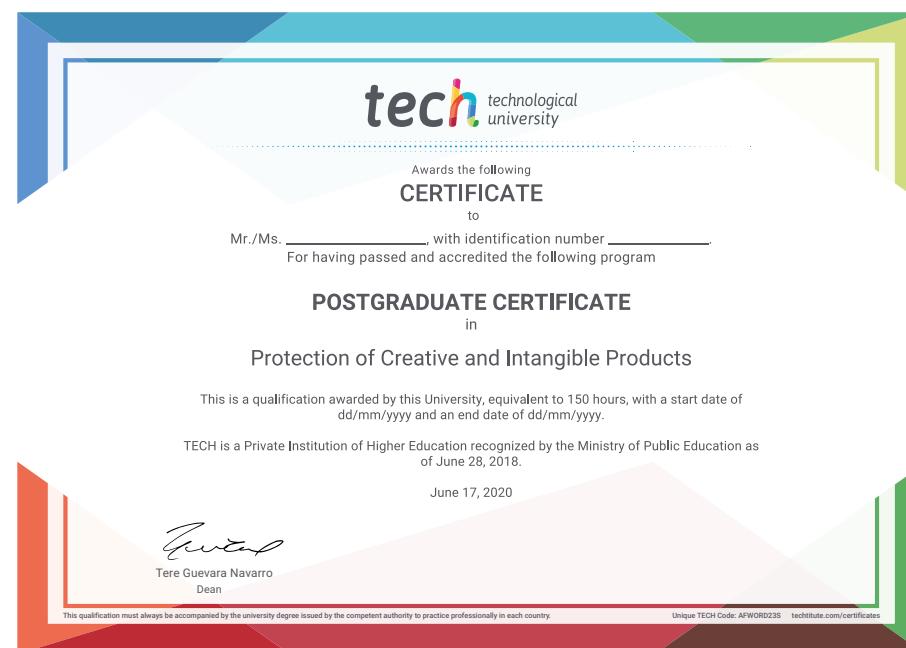 tech technological
university
Awards the following
CERTIFICATE
to
Mr./Ms. ____________________, with identification number ______________.
For having passed and accredited the following program
POSTGRADUATE CERTIFICATE
in
Protection of Creative and Intangible Products
This is a qualification awarded by this University, equivalent to 150 hours, with a start date of
dd/mm/yyyy and an end date of dd/mm/yyyy.
TECH is a Private Institution of Higher Education recognized by the Ministry of Public Education as
of June 28, 2018.
June 17, 2020
Tere Guevara Navarro
Dean
This qualification must always be accompanied by the university degree issued by the competent authority to practice professionally in each country. Unique TECH Code: AFWORD23S techtitute.com/certificates